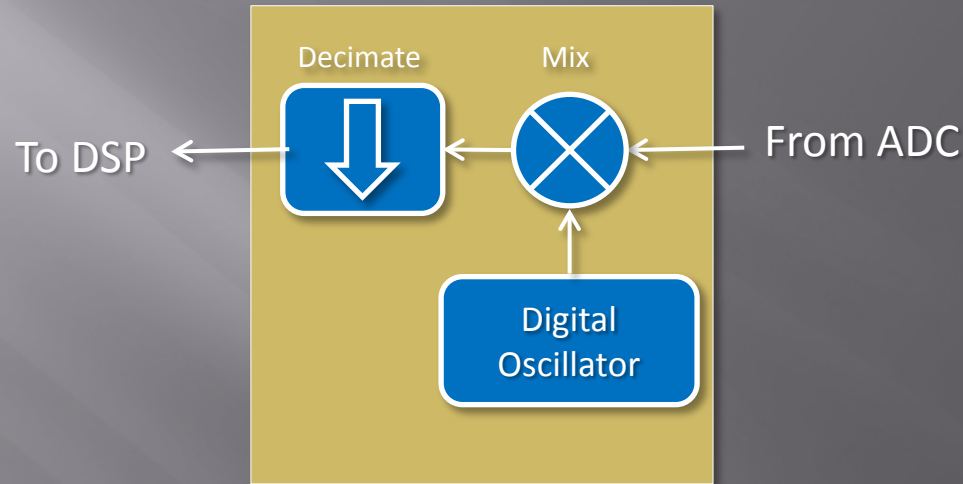 Decimate
Mix
To DSP
From ADC
Digital
Oscillator